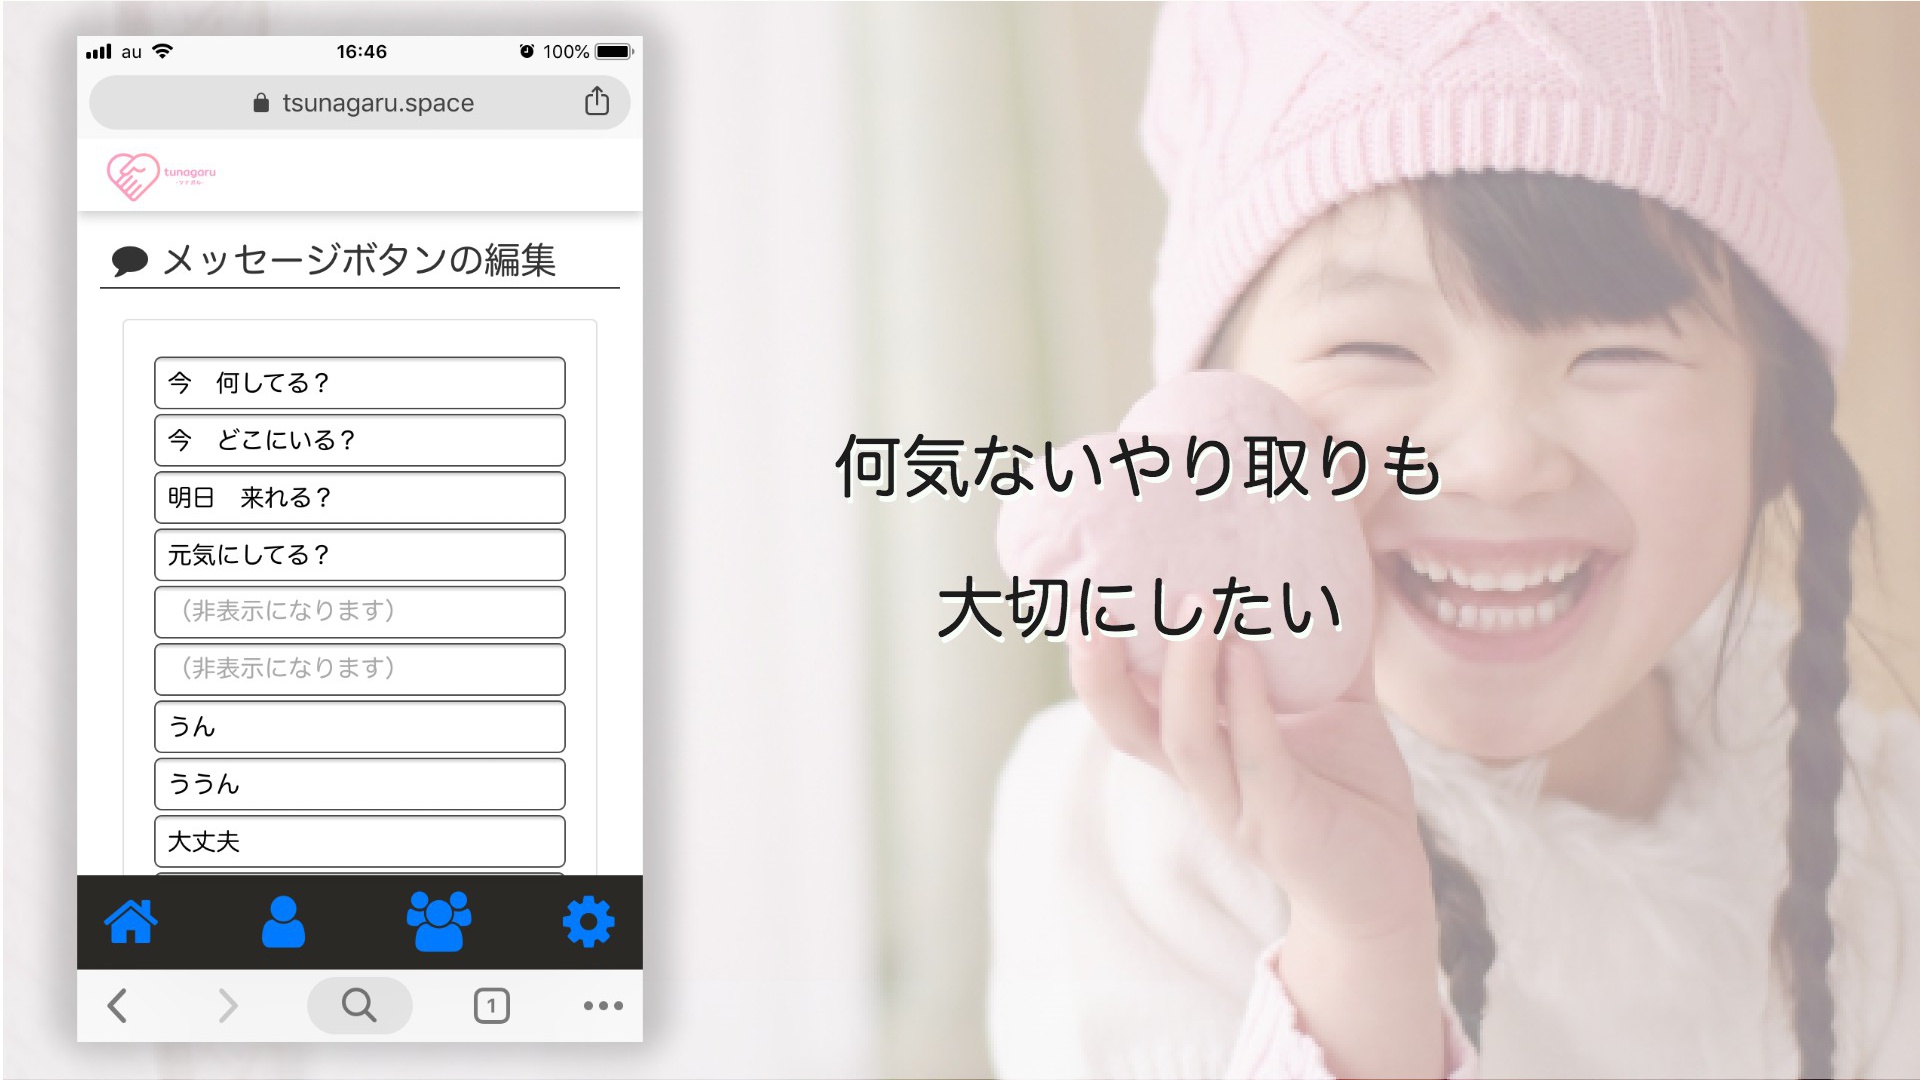 au 16:46 100%
tsunagaru.space
tunagaru
-ツナガル-
メッセージボタンの編集
今　何してる？
今　どこにいる？
明日　来れる？
元気にしてる？
（非表示になります）
（非表示になります）
うん
ううん
大丈夫
1
何気ないやり取りも
大切にしたい